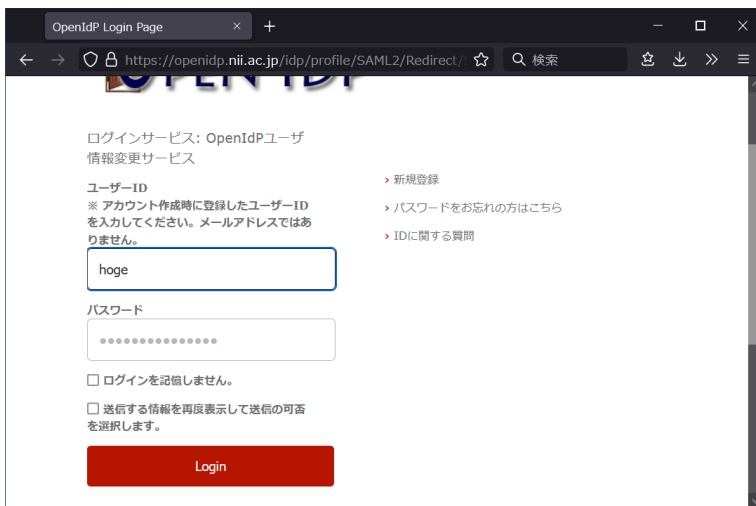 OpenIdP Login Page
https://openidp.nii.ac.jp/idp/profile/SAML2/Redirect/
検索
OPEN IDP
ログインサービス: OpenIdPユーザ
情報変更サービス
ユーザーID
※ アカウント作成時に登録したユーザーID
を入力してください。メールアドレスではあ
りません。
hoge
パスワード
ログインを記憶しません。
送信する情報を再度表示して送信の可否
を選択します。
Login
新規登録
パスワードをお忘れの方はこちら
IDに関する質問